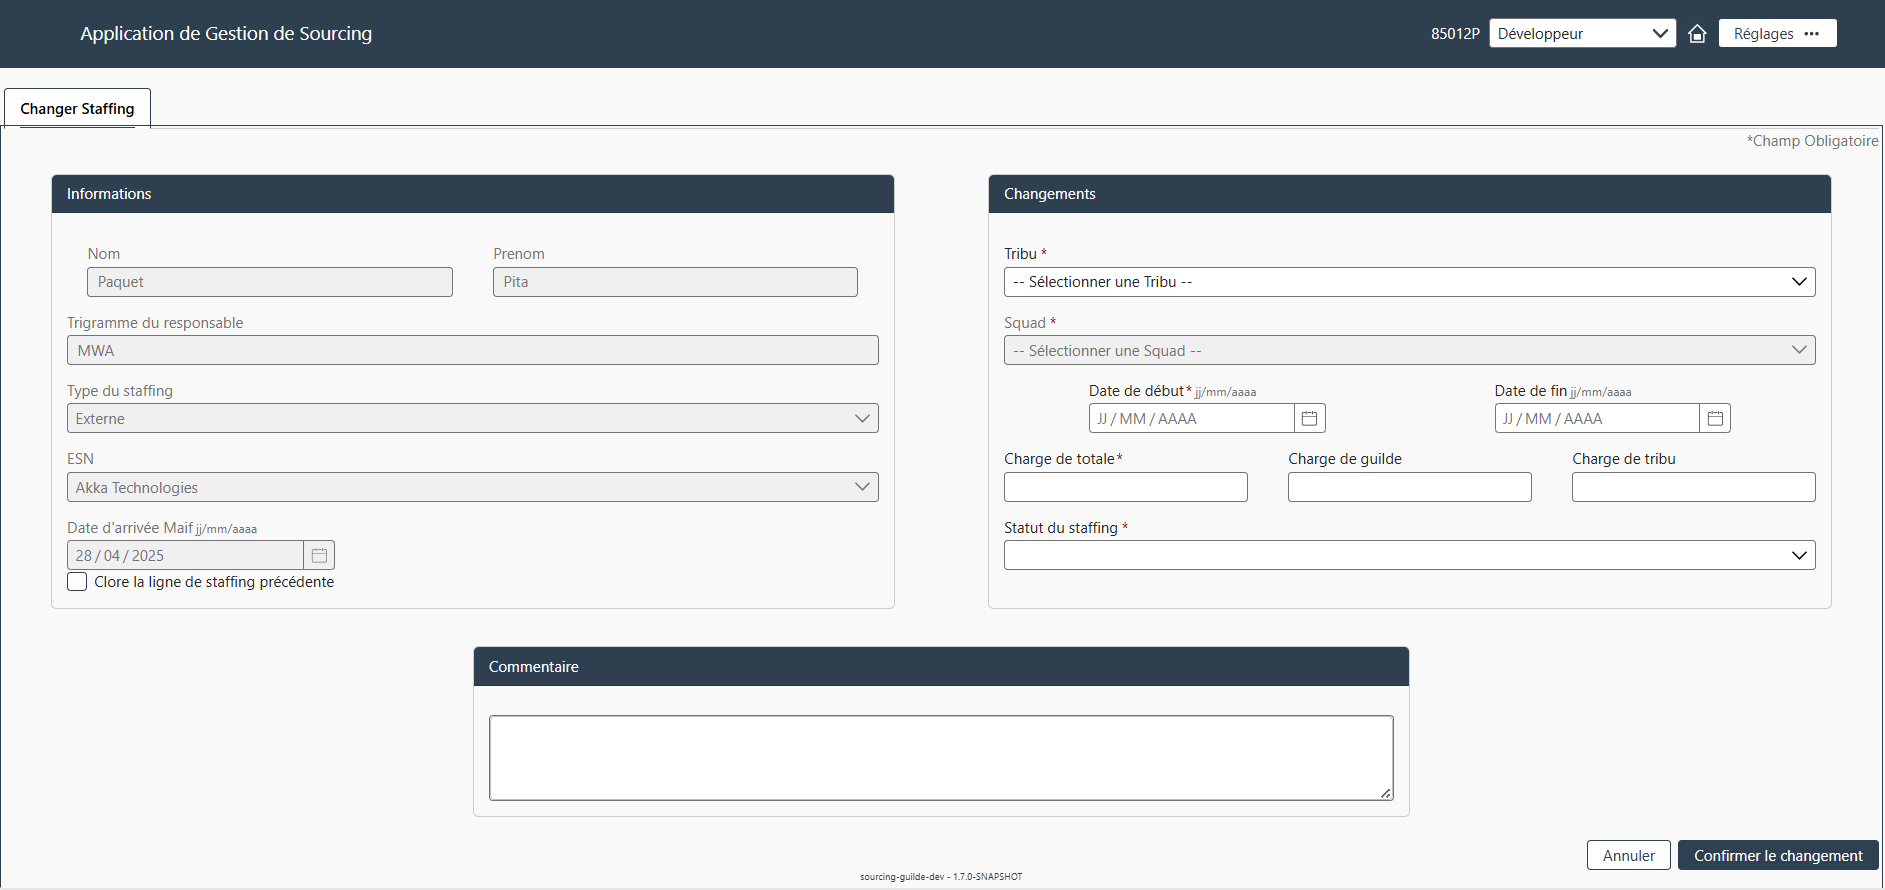 Application de Gestion de Sourcing
85012P Développeur Réglages •••
Changer Staffing
*Champ Obligatoire
Informations
Nom Prenom
Paquet Pita
Trigramme du responsable
MWA
Type du staffing
Externe
ESN
Akka Technologies
Date d'arrivée Maif jj/mm/aaaa
28 / 04 / 2025
Clore la ligne de staffing précédente
Changements
Tribu *
-- Sélectionner une Tribu --
Squad *
-- Sélectionner une Squad --
Date de début* jj/mm/aaaa Date de fin jj/mm/aaaa
JJ / MM / AAAA JJ / MM / AAAA
Charge de totale* Charge de guilde Charge de tribu
Statut du staffing *
Commentaire
Annuler Confirmer le changement
sourcing-guilde-dev - 1.7.0-SNAPSHOT